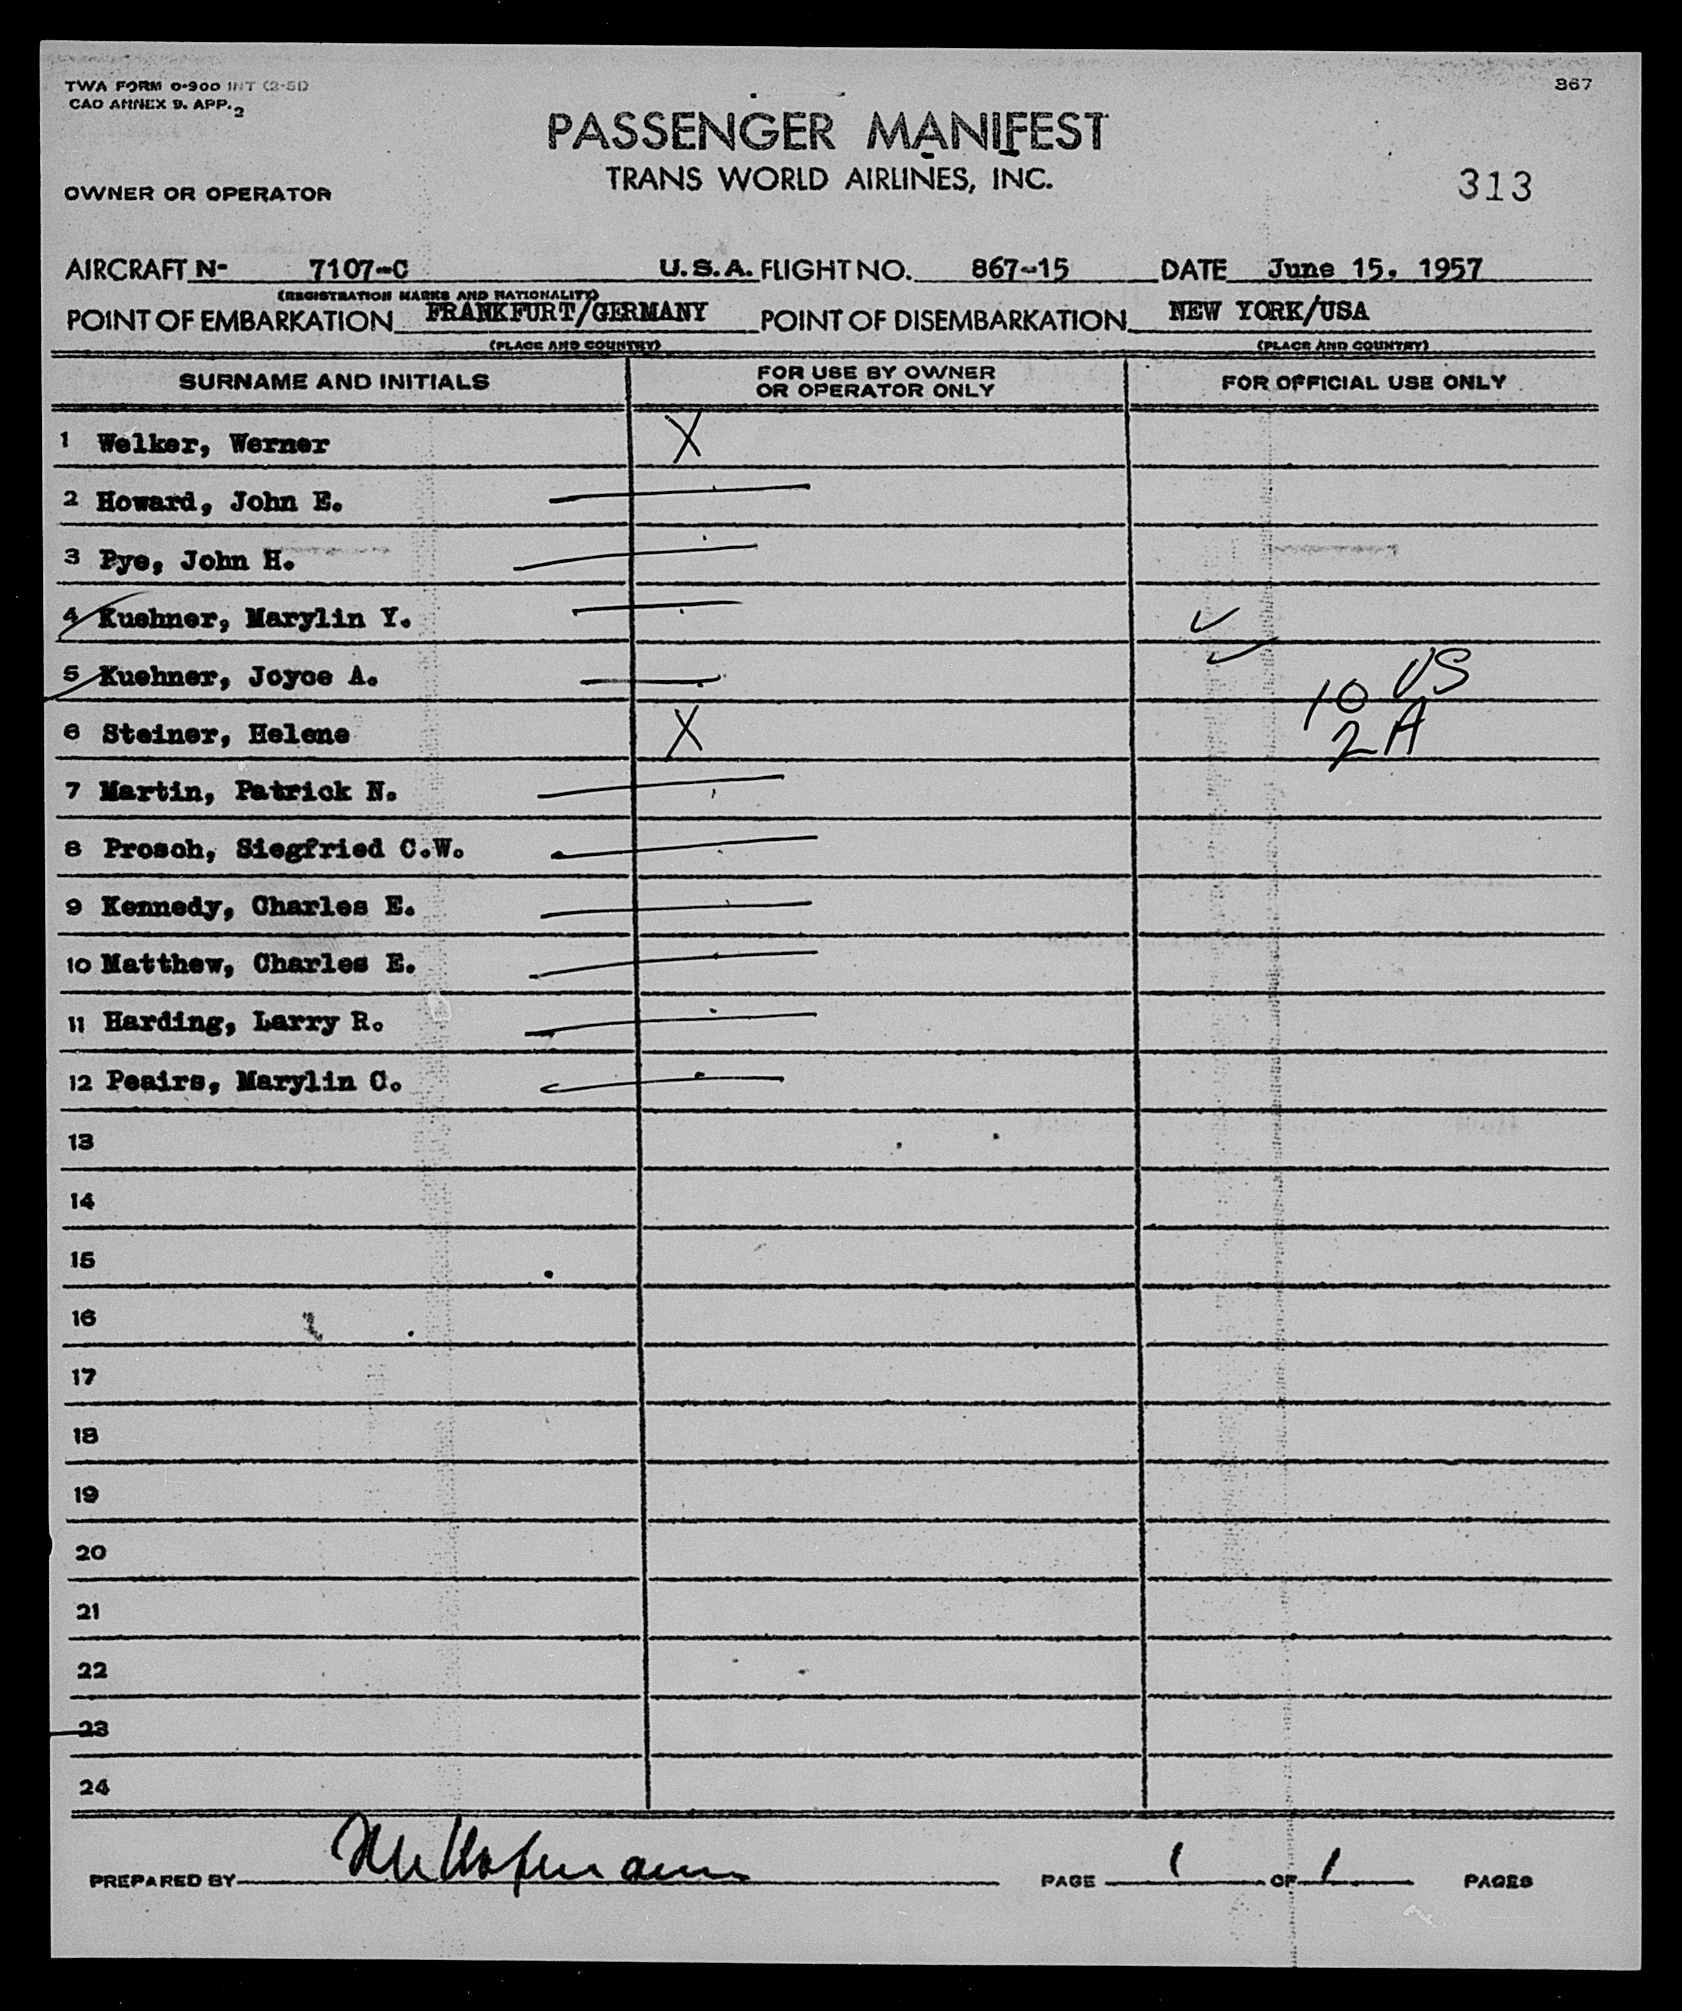 TWA FORM 0-900 INT (2-51)
CAO ANNEX 9. APP. 2
867
PASSENGER MANIFEST
TRANS WORLD AIRLINES, INC.
OWNER OR OPERATOR
313
AIRCRAFT N- 7107-C U.S.A. FLIGHT NO. 867-15 DATE June 15, 1957
(REGISTRATION MARKS AND NATIONALITY)
POINT OF EMBARKATION FRANKFURT/GERMANY POINT OF DISEMBARKATION NEW YORK/USA
(PLACE AND COUNTRY) (PLACE AND COUNTRY)
SURNAME AND INITIALS FOR USE BY OWNER OR OPERATOR ONLY FOR OFFICIAL USE ONLY
1 Welker, Werner X
2 Howard, John E.
3 Pye, John H.
4 Kuehner, Marylin Y. ✓
5 Kuehner, Joyce A. ✓ 10 US
6 Steiner, Helene X 2 A
7 Martin, Patrick N.
8 Prosch, Siegfried C.W.
9 Kennedy, Charles E.
10 Matthew, Charles E.
11 Harding, Larry R.
12 Peairs, Marylin C.
13
14
15
16
17
18
19
20
21
22
23
24
PREPARED BY PAGE 1 OF 1 PAGES